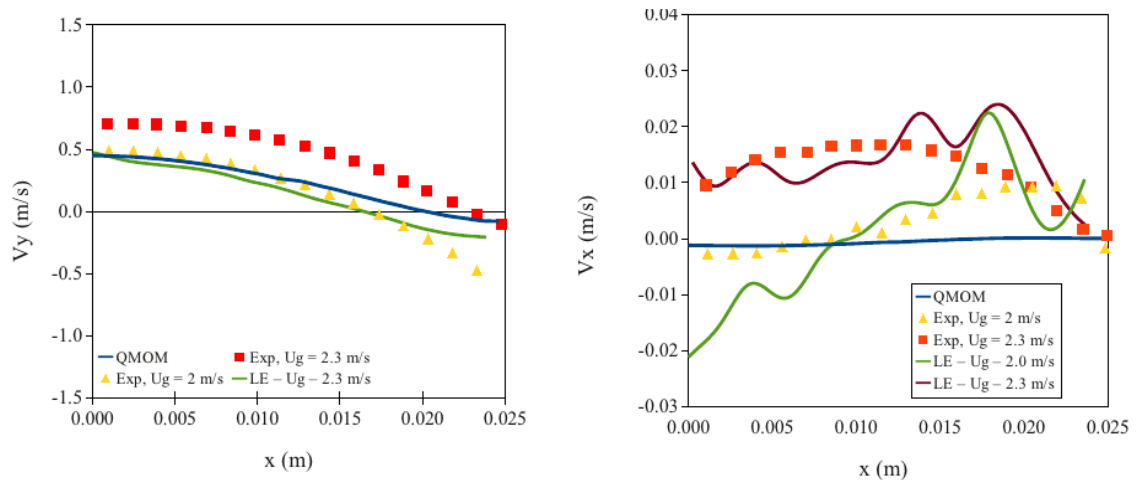 1.5
1.0
0.5
0.0
-0.5
-1.0
-1.5
Vy (m/s)
QMOM
Exp, Ug = 2.3 m/s
Exp, Ug = 2 m/s
LE – Ug – 2.3 m/s
0.000 0.005 0.010 0.015 0.020 0.025
x (m)
0.04
0.03
0.02
0.01
0.00
-0.01
-0.02
-0.03
Vx (m/s)
QMOM
Exp, Ug = 2 m/s
Exp, Ug = 2.3 m/s
LE – Ug – 2.0 m/s
LE – Ug – 2.3 m/s
0.000 0.005 0.010 0.015 0.020 0.025
x (m)